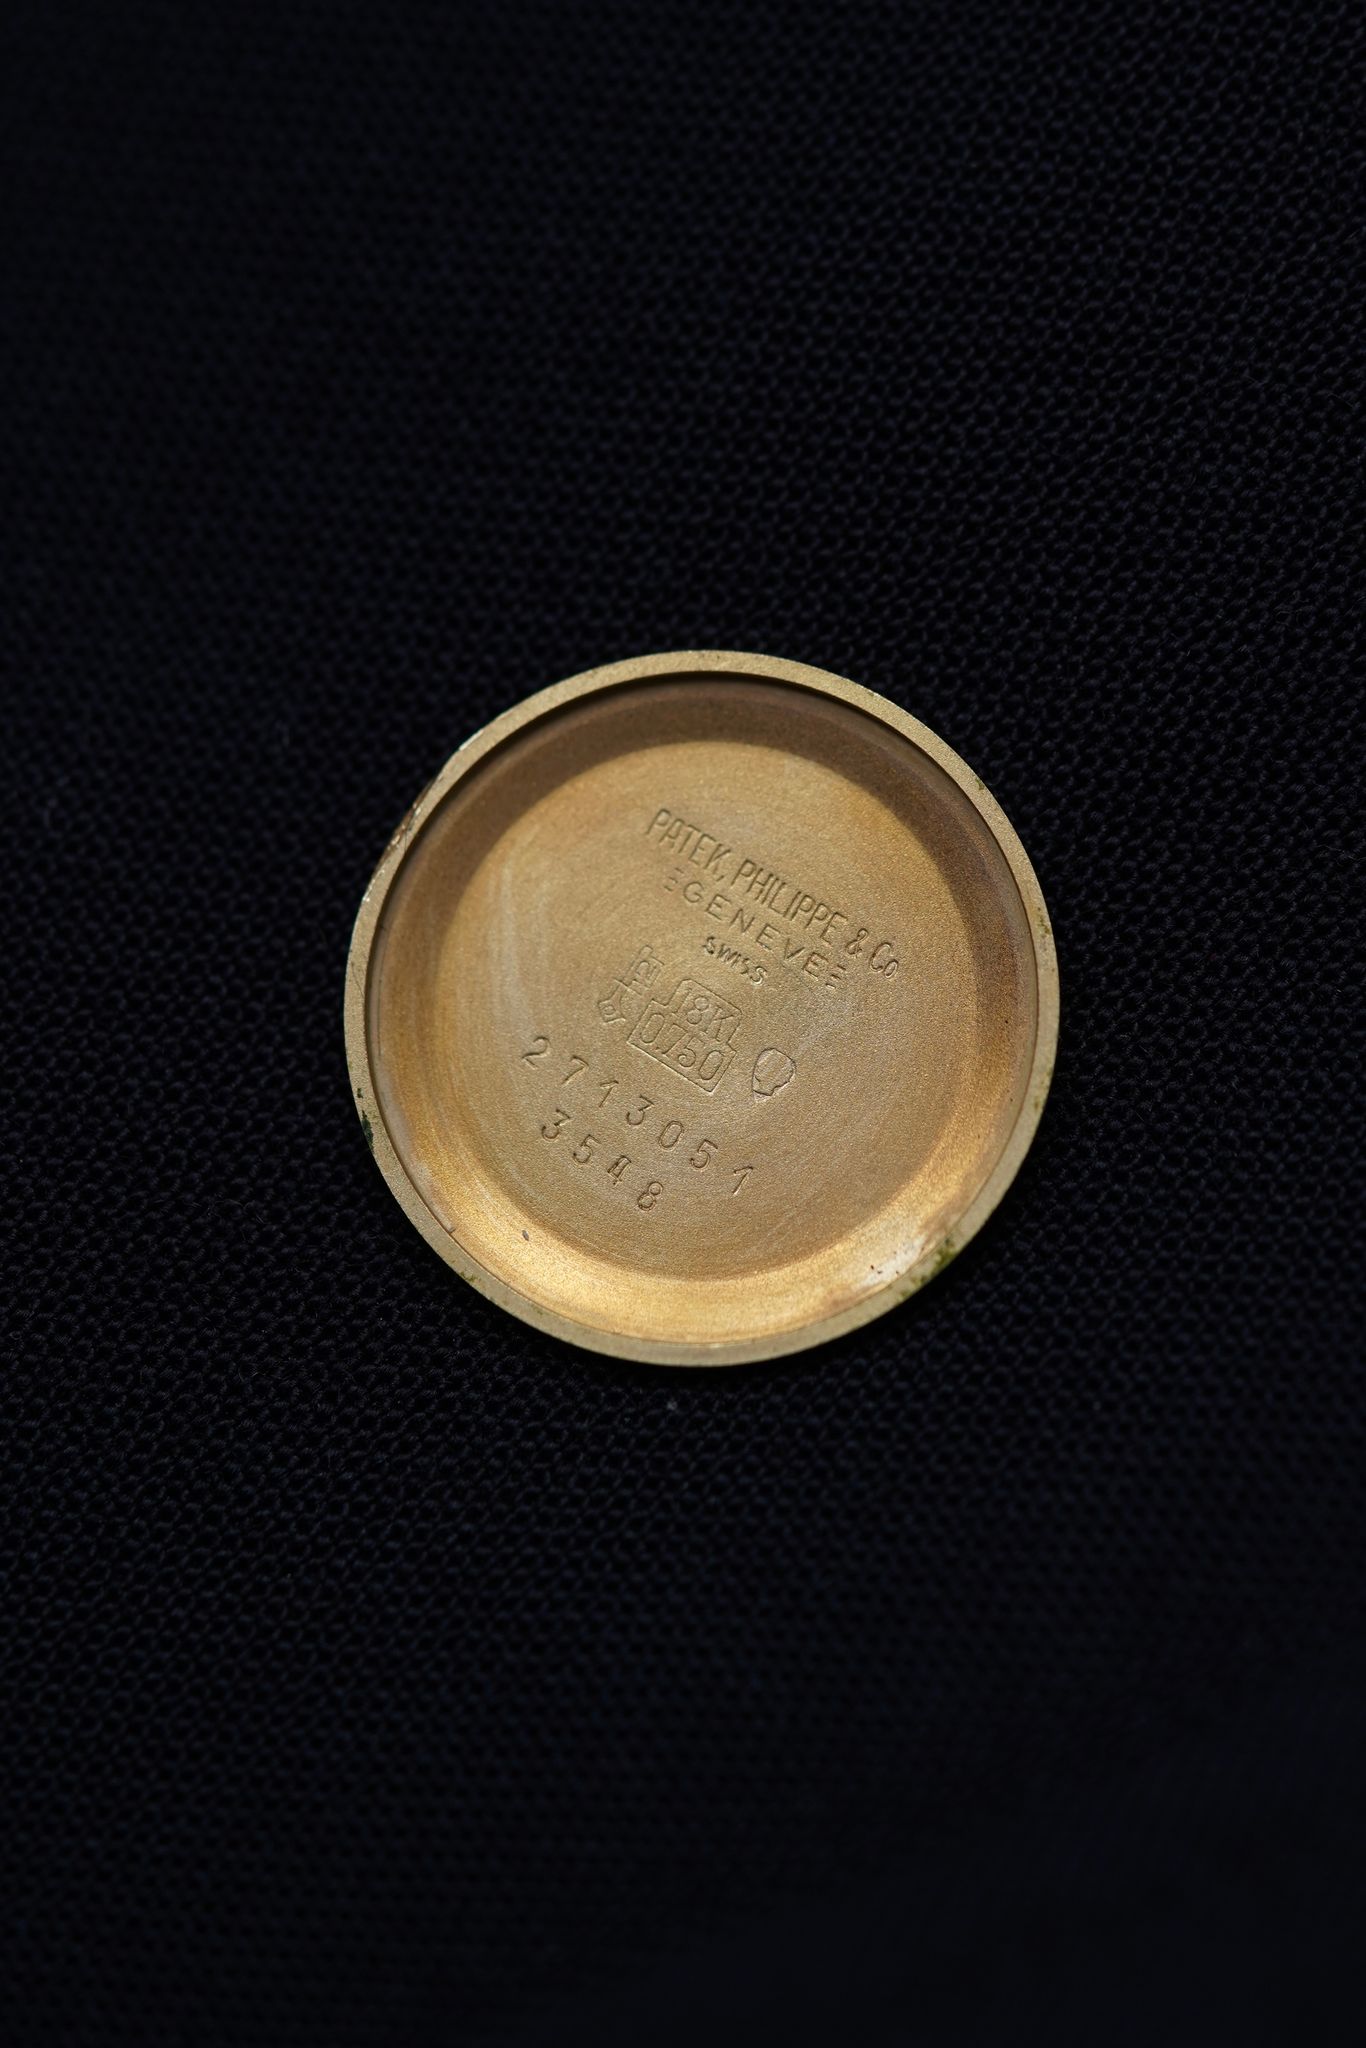 PATEK, PHILIPPE & Co
GENEVE
SWISS
18K
0.750
2713051
3548